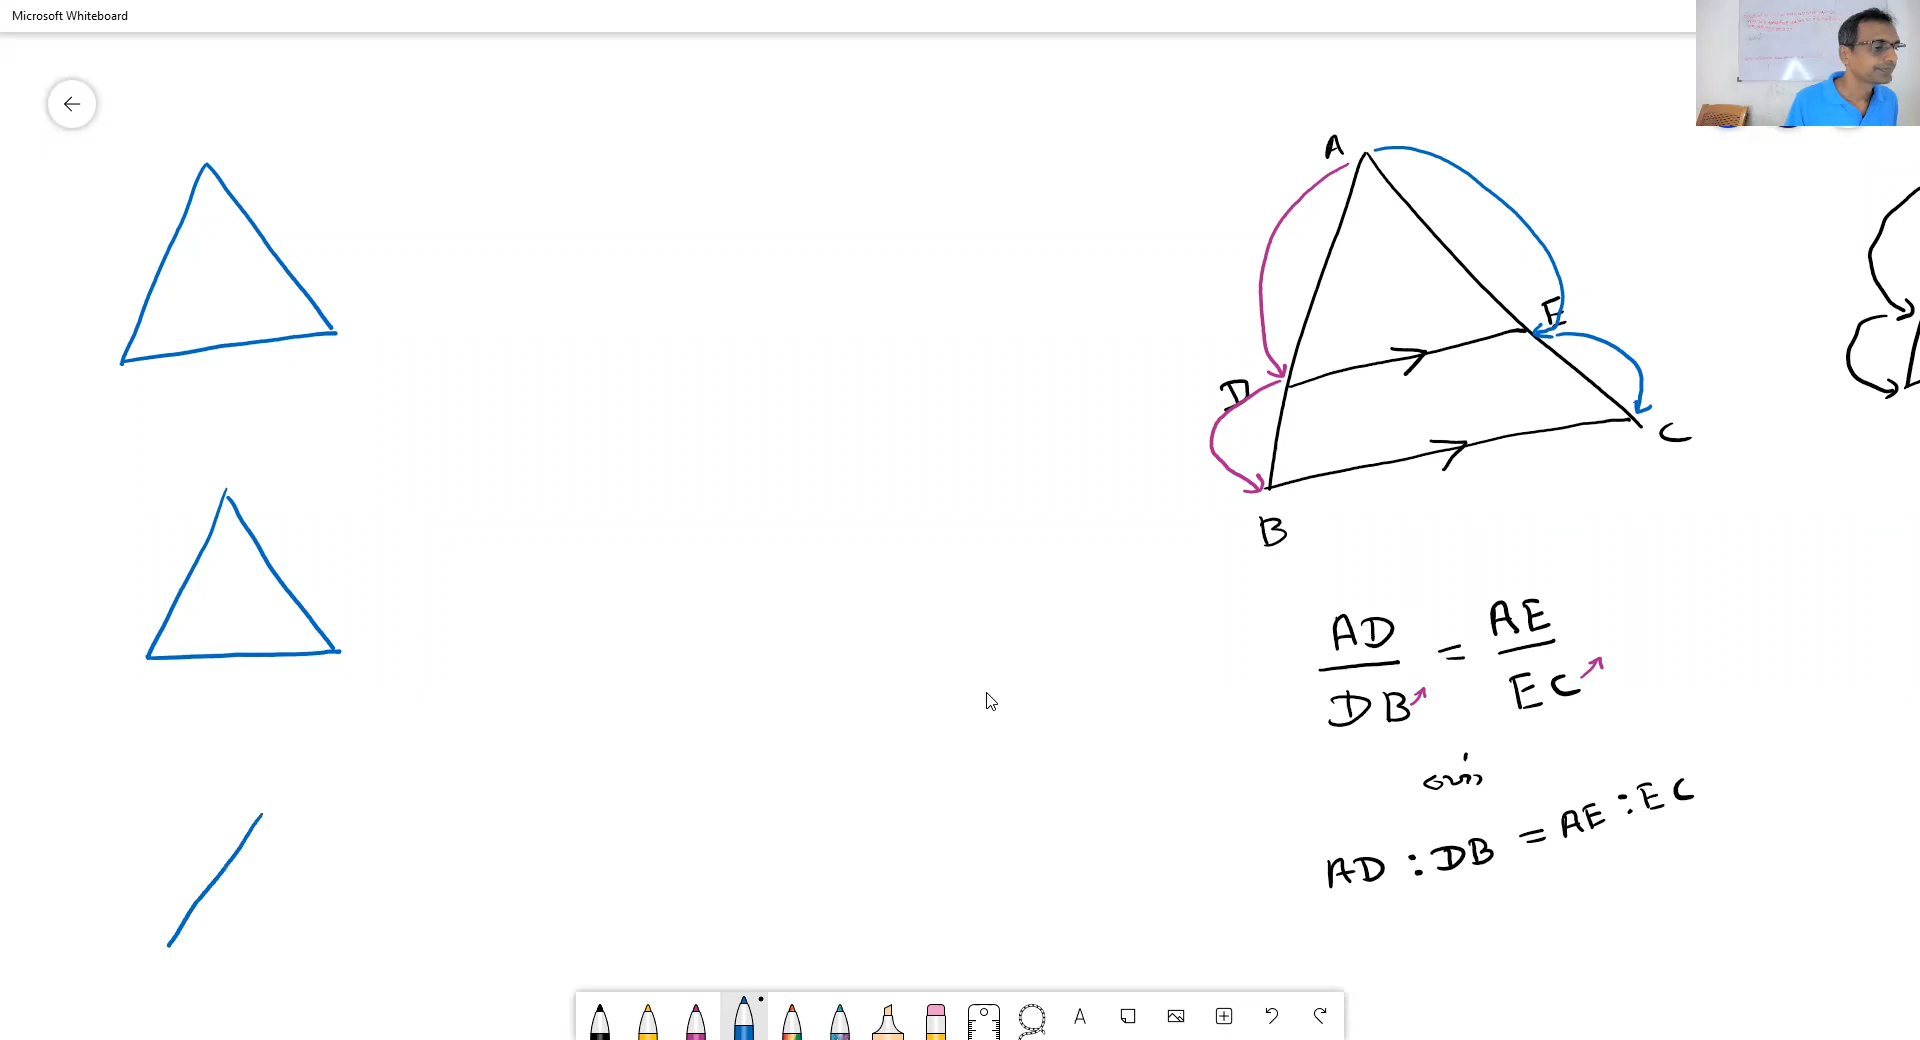 Microsoft Whiteboard
A
E
D
C
B
AD/DB = AE/EC
AD : DB = AE : EC